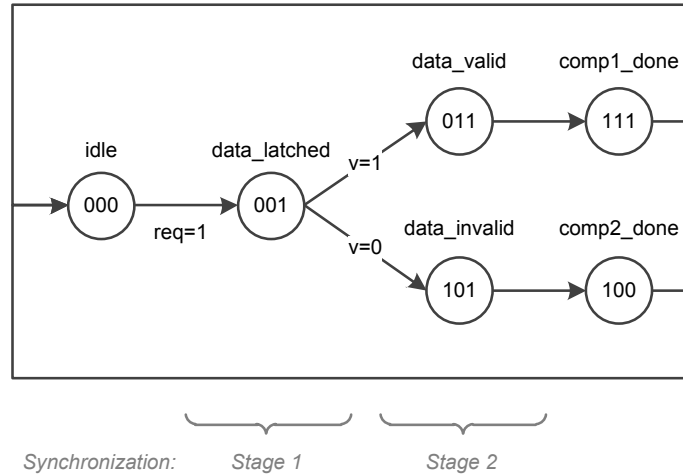 data_valid comp1_done
011 111
idle data_latched
v=1
000 001
req=1
v=0
data_invalid comp2_done
101 100
Synchronization: Stage 1 Stage 2